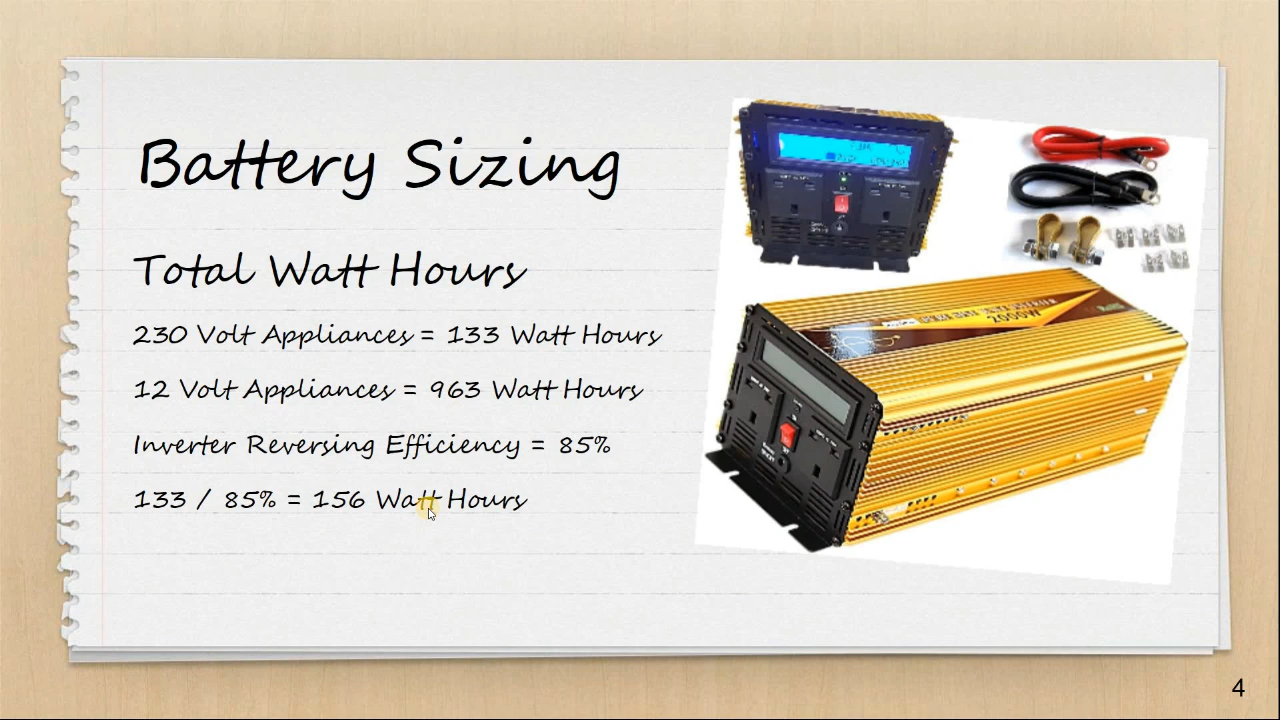 Battery Sizing
Total Watt Hours
230 Volt Appliances = 133 Watt Hours
12 Volt Appliances = 963 Watt Hours
Inverter Reversing Efficiency = 85%
133 / 85% = 156 Watt Hours
2000W
4